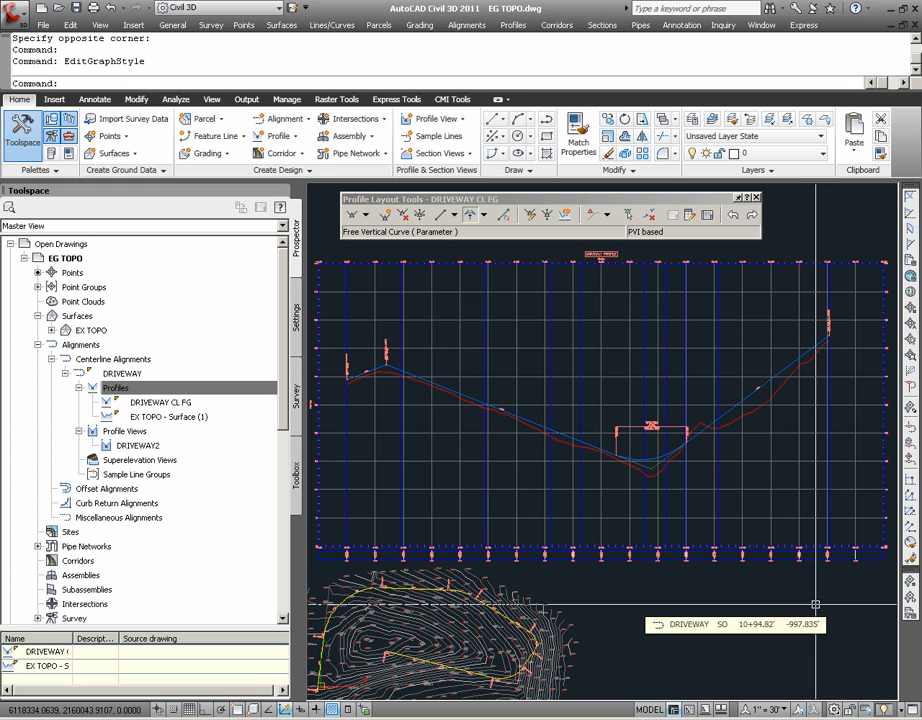 Civil 3D
AutoCAD Civil 3D 2011 EG TOPO.dwg
Type a keyword or phrase
File Edit View Insert General Survey Points Surfaces Lines/Curves Parcels Grading Alignments Profiles Corridors Sections Pipes Annotation Inquiry Window Express
Specify opposite corner:
Command:
Command: EditGraphStyle
Command:
Home Insert Annotate Modify Analyze View Output Manage Raster Tools Express Tools CMI Tools
Import Survey Data Parcel Alignment Intersections Profile View Unsaved Layer State
Toolspace Points Feature Line Profile Assembly Sample Lines Match Properties Paste
Surfaces Grading Corridor Pipe Network Section Views 0
Palettes Create Ground Data Create Design Profile & Section Views Draw Modify Layers Clipboard
Toolspace
Master View
Prospector
Settings
Survey
Toolbox
Open Drawings
EG TOPO
Points
Point Groups
Point Clouds
Surfaces
EX TOPO
Alignments
Centerline Alignments
DRIVEWAY
Profiles
DRIVEWAY CL FG
EX TOPO - Surface (1)
Profile Views
DRIVEWAY2
Superelevation Views
Sample Line Groups
Offset Alignments
Curb Return Alignments
Miscellaneous Alignments
Sites
Pipe Networks
Corridors
Assemblies
Subassemblies
Intersections
Survey
Name Descript... Source drawing
DRIVEWAY
EX TOPO - S
Profile Layout Tools - DRIVEWAY CL FG
Free Vertical Curve ( Parameter ) PVI based
DRIVEWAY SO 10+94.82' -997.835'
6118334.0639, 2160043.9107, 0.0000
MODEL 1" = 30'